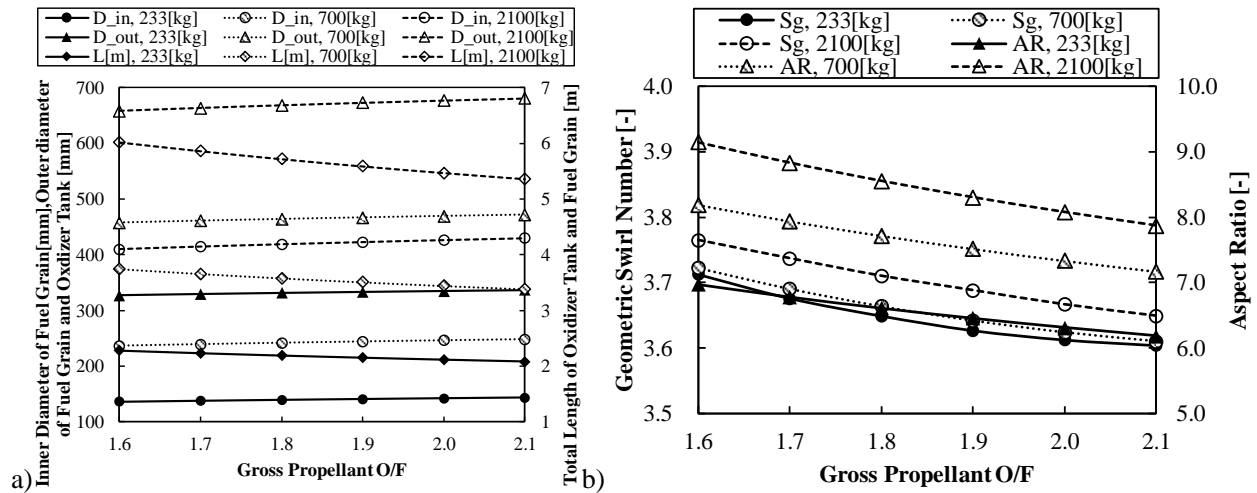 D_in, 233[kg] D_in, 700[kg] D_in, 2100[kg]
D_out, 233[kg] D_out, 700[kg] D_out, 2100[kg]
L[m], 233[kg] L[m], 700[kg] L[m], 2100[kg]
Inner Diameter of Fuel Grain[mm],Outer diameter
of Fuel Grain and Oxdizer Tank [mm]
700
600
500
400
300
200
100
7
6
5
4
3
2
1
Total Length of Oxidizer Tank and Fuel Grain [m]
1.6 1.7 1.8 1.9 2.0 2.1
Gross Propellant O/F
a)
Sg, 233[kg] Sg, 700[kg]
Sg, 2100[kg] AR, 233[kg]
AR, 700[kg] AR, 2100[kg]
Geometric Swirl Number [-]
4.0
3.9
3.8
3.7
3.6
3.5
10.0
9.0
8.0
7.0
6.0
5.0
Aspect Ratio [-]
1.6 1.7 1.8 1.9 2.0 2.1
Gross Propellant O/F
b)